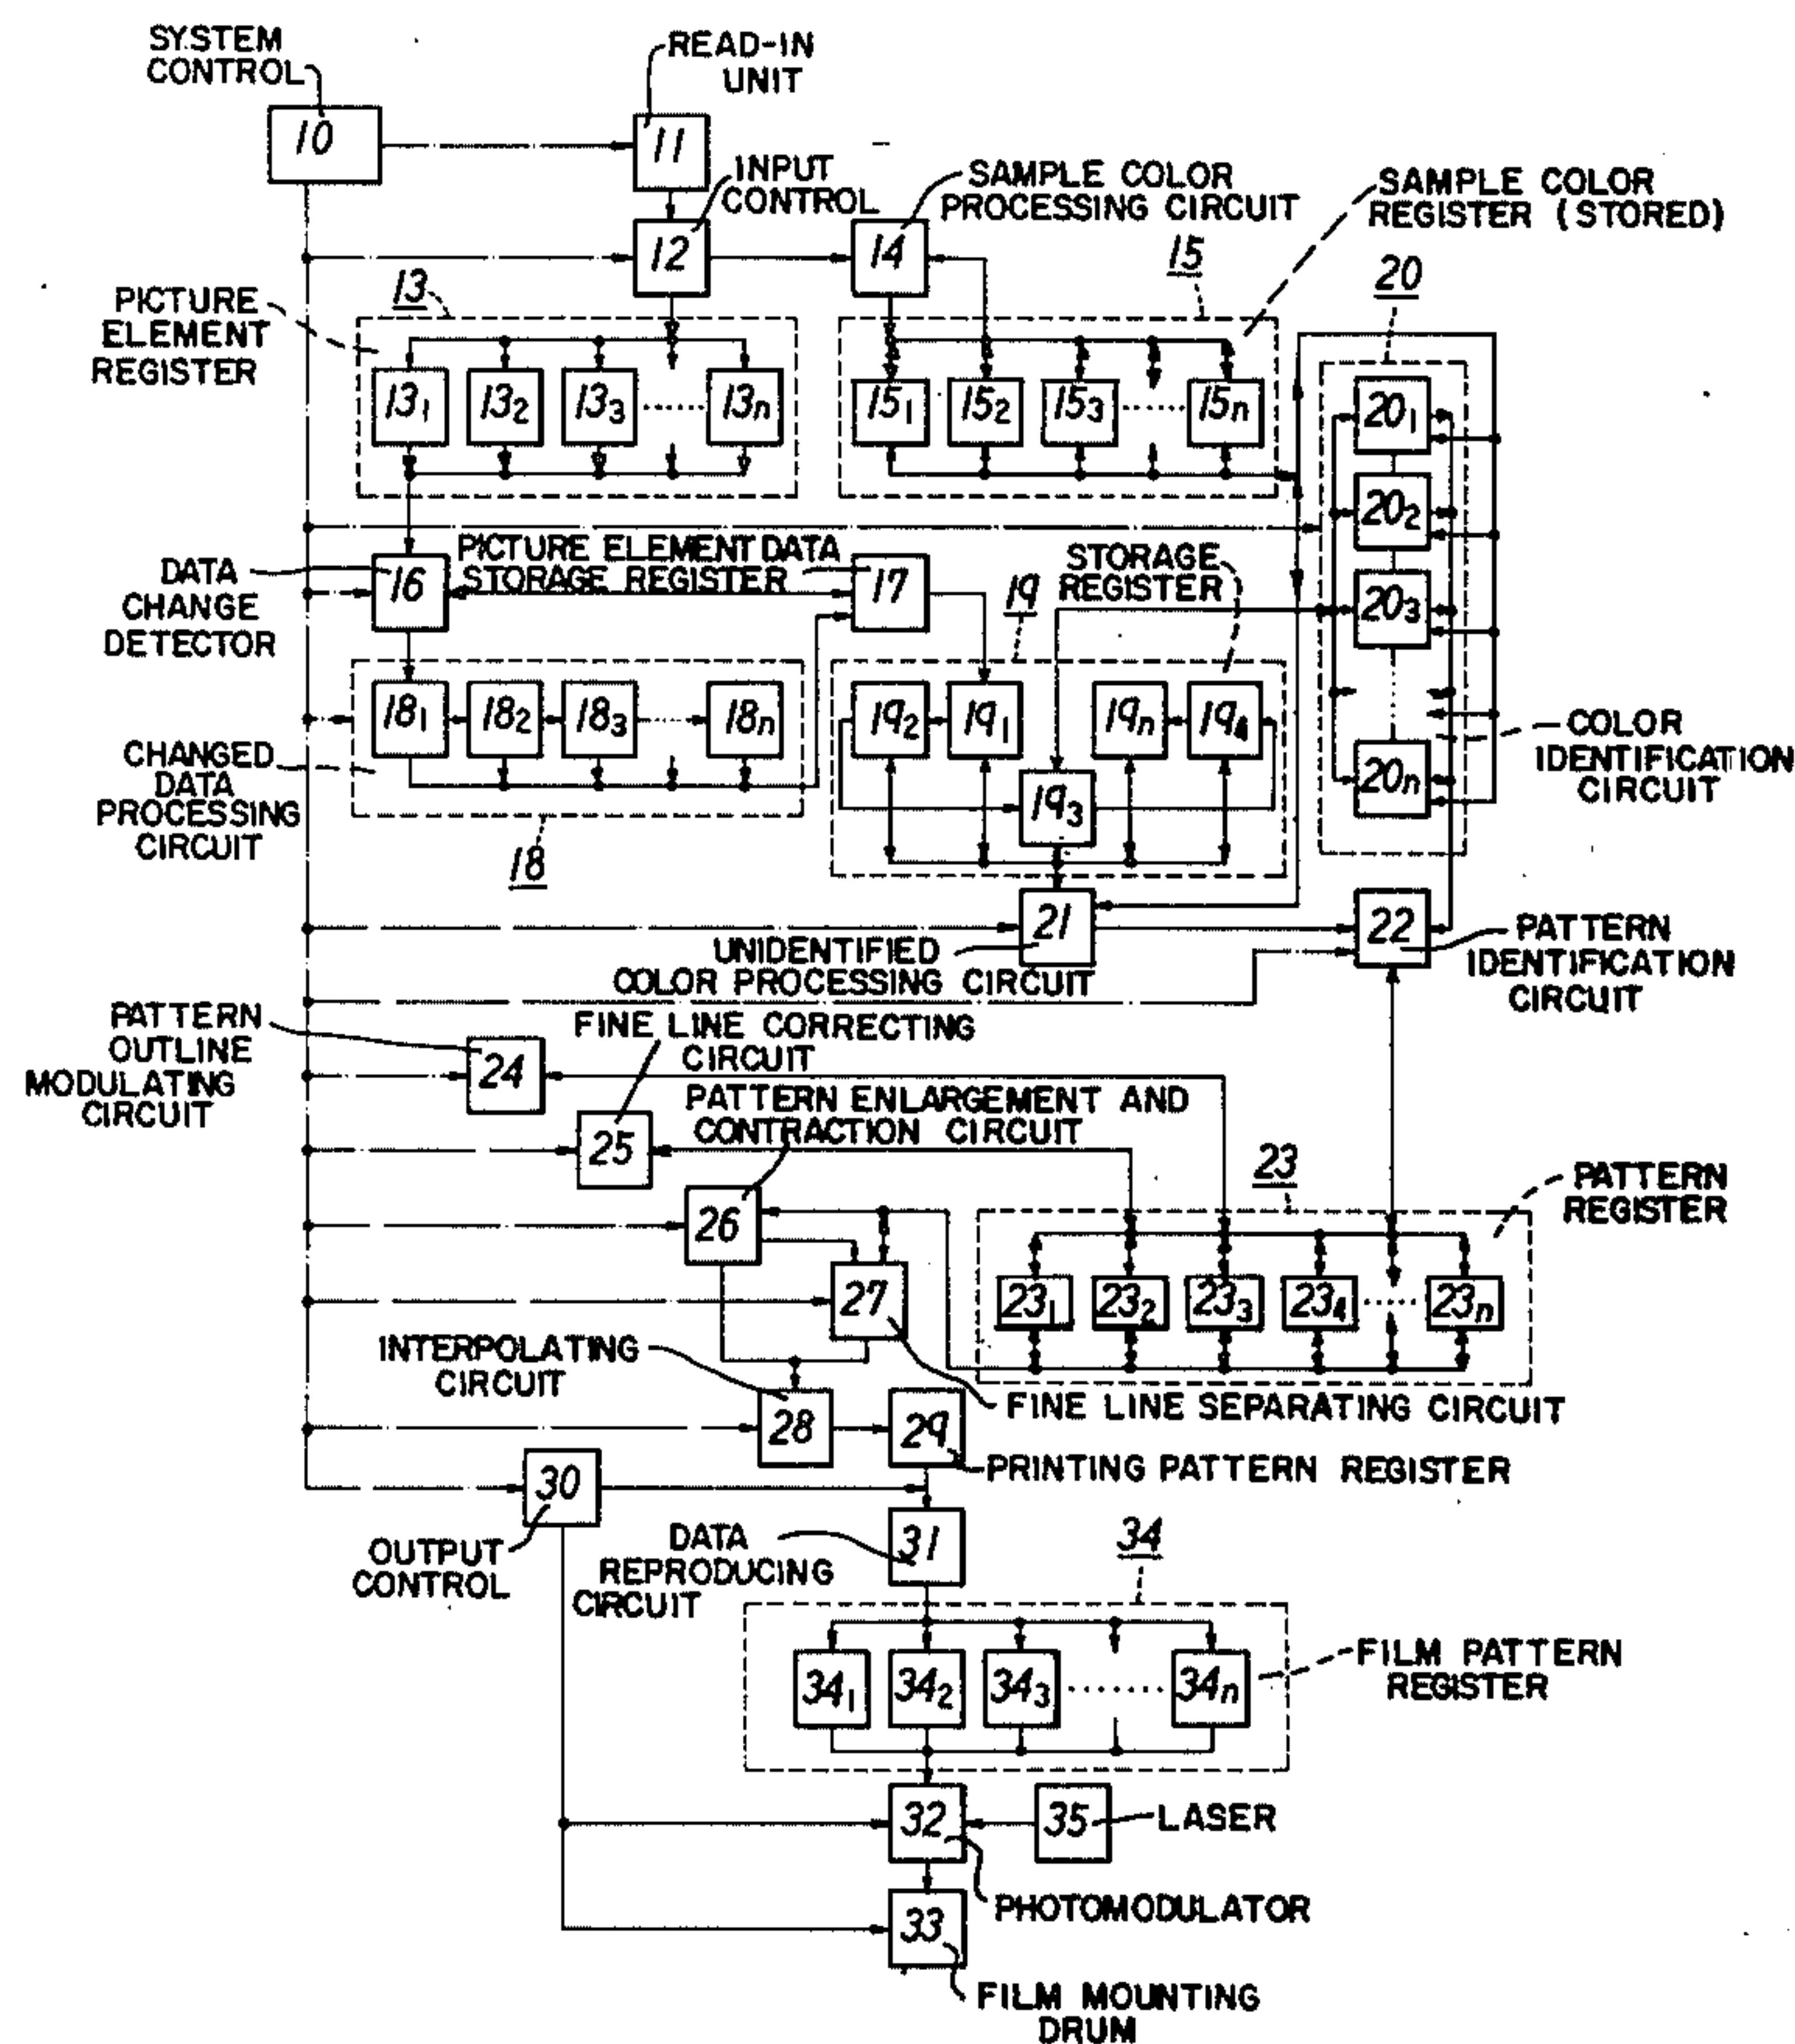 SYSTEM
CONTROL
READ-IN
UNIT
10
11
INPUT
CONTROL
SAMPLE COLOR
PROCESSING CIRCUIT
SAMPLE COLOR
REGISTER (STORED)
12
14
15
20
13
PICTURE
ELEMENT
REGISTER
13₁ 13₂ 13₃ ...... 13n
15₁ 15₂ 15₃ ...... 15n
20₁
20₂
20₃
20n
PICTURE ELEMENT DATA
STORAGE REGISTER
STORAGE
REGISTER
DATA
CHANGE
DETECTOR
16
17
19
18₁ 18₂ 18₃ ...... 18n
19₂ 19₁ 19n 19₄
19₃
COLOR
IDENTIFICATION
CIRCUIT
CHANGED
DATA
PROCESSING
CIRCUIT
18
21
22
UNIDENTIFIED
COLOR PROCESSING CIRCUIT
PATTERN
IDENTIFICATION
CIRCUIT
PATTERN
OUTLINE
MODULATING
CIRCUIT
FINE LINE CORRECTING
CIRCUIT
24
PATTERN ENLARGEMENT AND
CONTRACTION CIRCUIT
25
23
PATTERN
REGISTER
26
27
23₁ 23₂ 23₃ 23₄ ...... 23n
INTERPOLATING
CIRCUIT
FINE LINE SEPARATING CIRCUIT
28
29
PRINTING PATTERN REGISTER
30
OUTPUT
CONTROL
DATA
REPRODUCING
CIRCUIT
31
34
34₁ 34₂ 34₃ ....... 34n
FILM PATTERN
REGISTER
32
35
LASER
PHOTOMODULATOR
33
FILM MOUNTING
DRUM